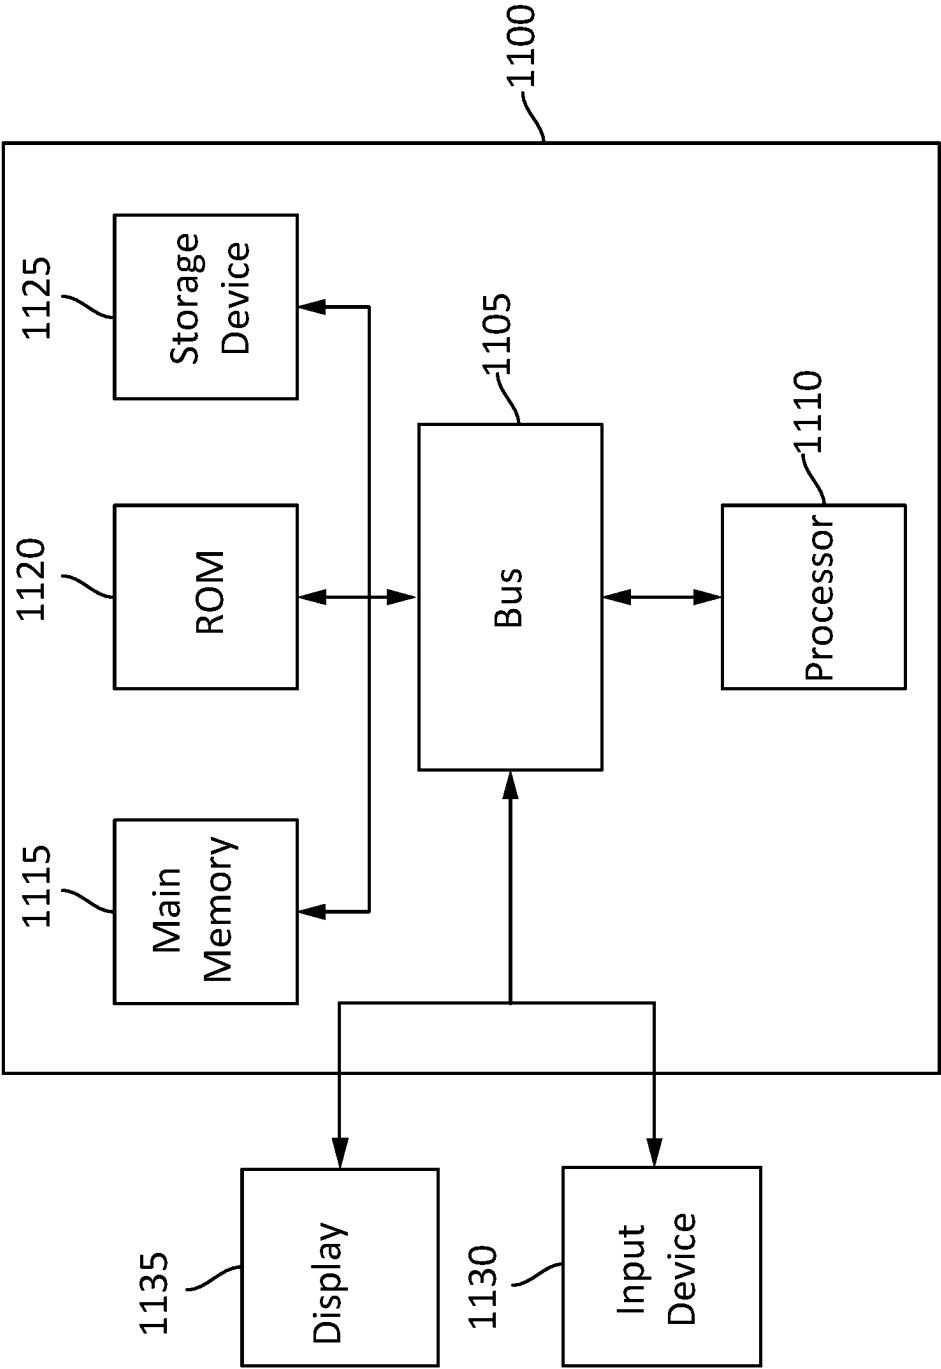 1100
1115
Main
Memory
1120
ROM
1125
Storage
Device
1135
Display
Bus
1105
1130
Input
Device
Processor
1110